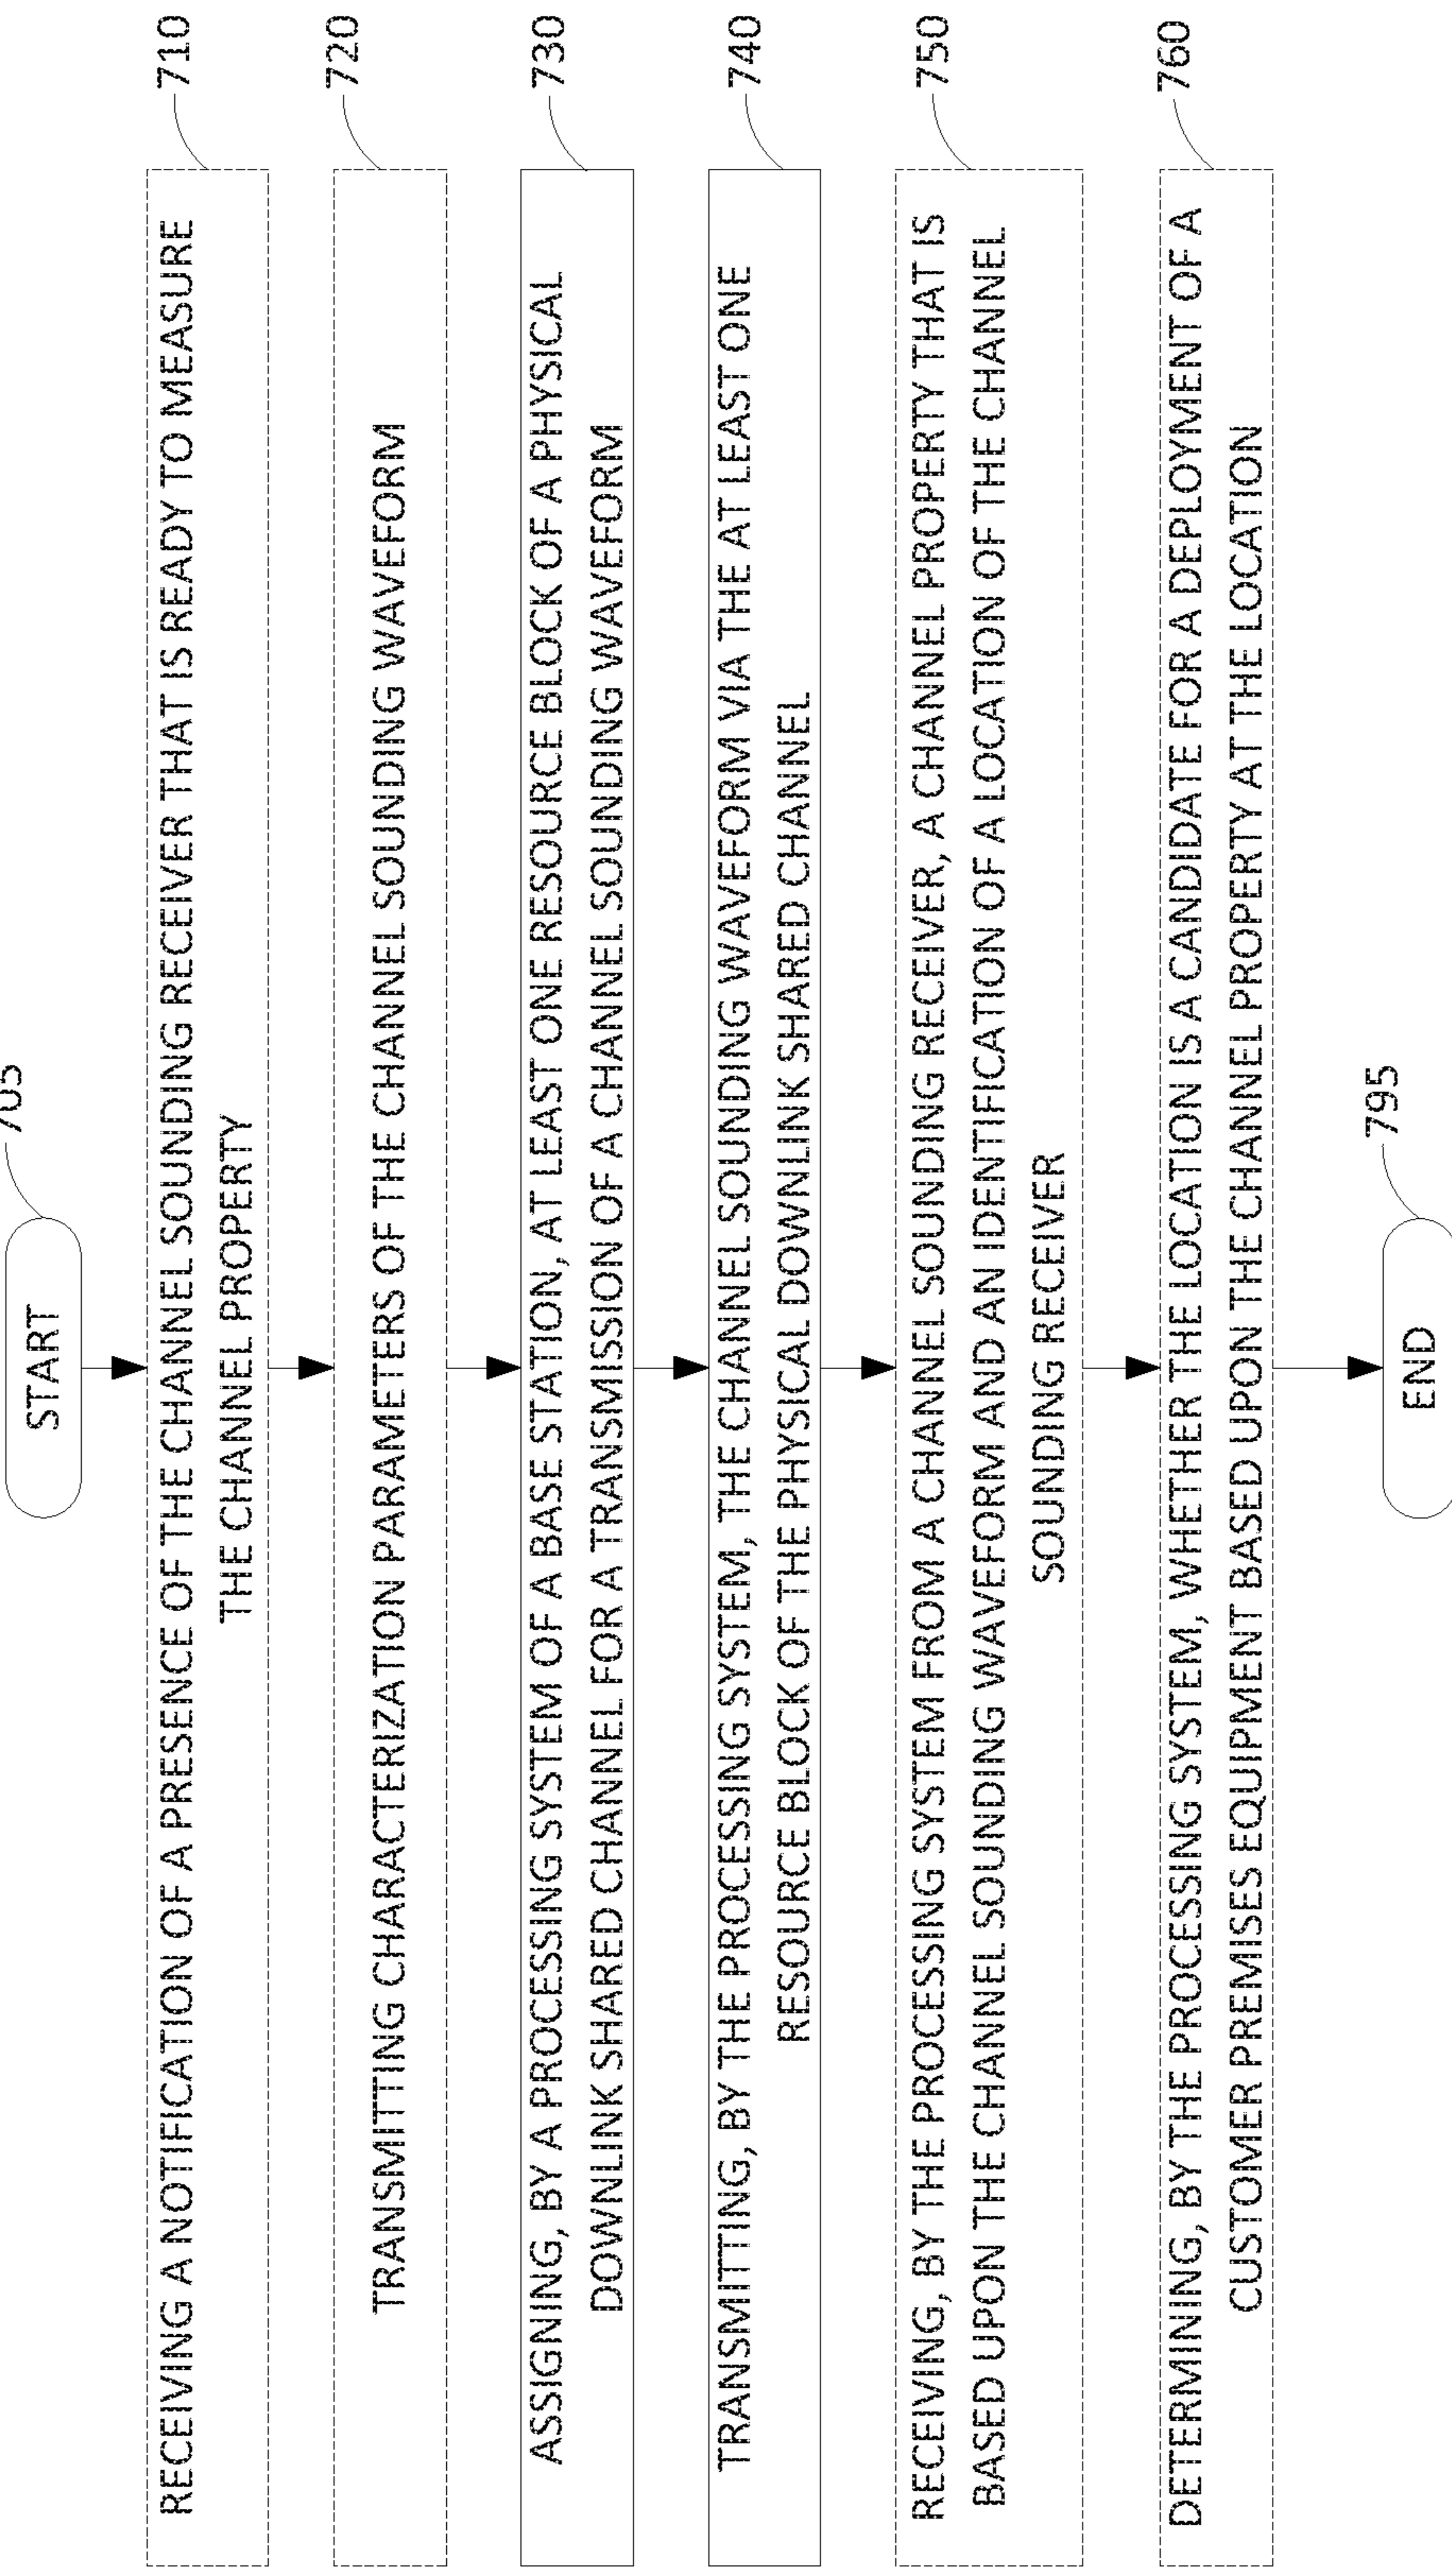 705
START
RECEIVING A NOTIFICATION OF A PRESENCE OF THE CHANNEL SOUNDING RECEIVER THAT IS READY TO MEASURE
THE CHANNEL PROPERTY
710
TRANSMITTING CHARACTERIZATION PARAMETERS OF THE CHANNEL SOUNDING WAVEFORM
720
ASSIGNING, BY A PROCESSING SYSTEM OF A BASE STATION, AT LEAST ONE RESOURCE BLOCK OF A PHYSICAL
DOWNLINK SHARED CHANNEL FOR A TRANSMISSION OF A CHANNEL SOUNDING WAVEFORM
730
TRANSMITTING, BY THE PROCESSING SYSTEM, THE CHANNEL SOUNDING WAVEFORM VIA THE AT LEAST ONE
RESOURCE BLOCK OF THE PHYSICAL DOWNLINK SHARED CHANNEL
740
RECEIVING, BY THE PROCESSING SYSTEM FROM A CHANNEL SOUNDING RECEIVER, A CHANNEL PROPERTY THAT IS
BASED UPON THE CHANNEL SOUNDING WAVEFORM AND AN IDENTIFICATION OF A LOCATION OF THE CHANNEL
SOUNDING RECEIVER
750
DETERMINING, BY THE PROCESSING SYSTEM, WHETHER THE LOCATION IS A CANDIDATE FOR A DEPLOYMENT OF A
CUSTOMER PREMISES EQUIPMENT BASED UPON THE CHANNEL PROPERTY AT THE LOCATION
760
795
END